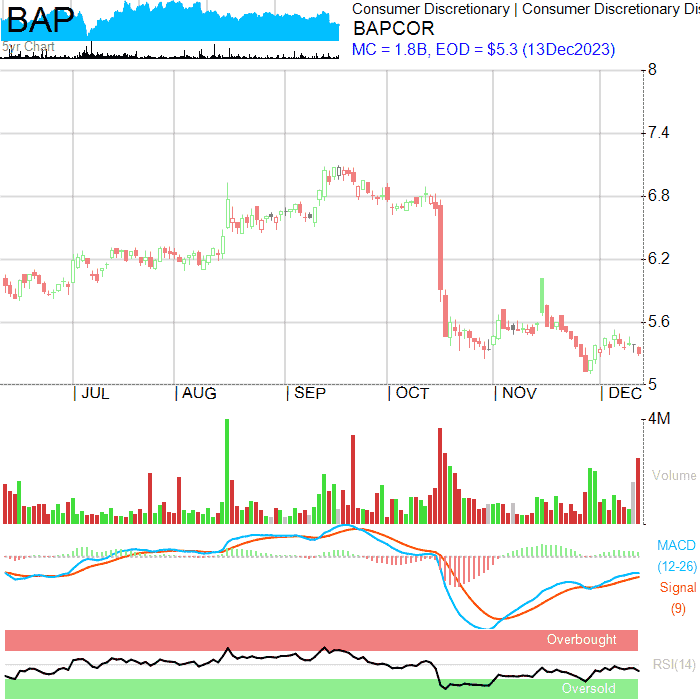 BAP
5yr Chart
Consumer Discretionary | Consumer Discretionary Dis
BAPCOR
MC = 1.8B, EOD = $5.3 (13Dec2023)
8
7.4
6.8
6.2
5.6
5
| JUL | AUG | SEP | OCT | NOV | DEC
4M
Volume
MACD
(12-26)
Signal
(9)
Overbought
RSI(14)
Oversold